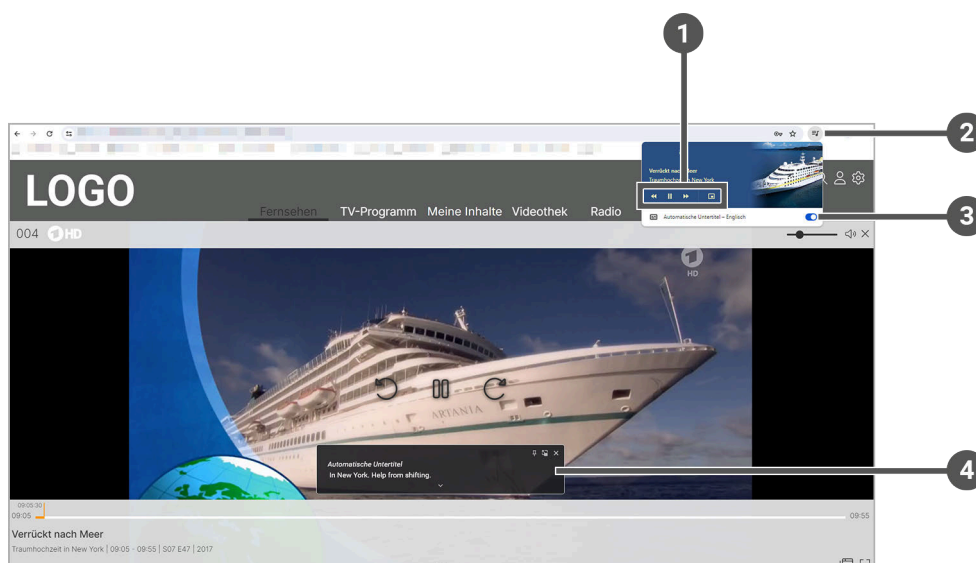 1
2
Verrückt nach Meer
Traumhochzeit in New York
Automatische Untertitel – Englisch
3
LOGO
Fernsehen TV-Programm Meine Inhalte Videothek Radio
004 1 HD
1
HD
ARTANIA
Automatische Untertitel
In New York. Help from shifting.
4
09:05:30
09:05
09:55
Verrückt nach Meer
Traumhochzeit in New York | 09:05 - 09:55 | S07 E47 | 2017